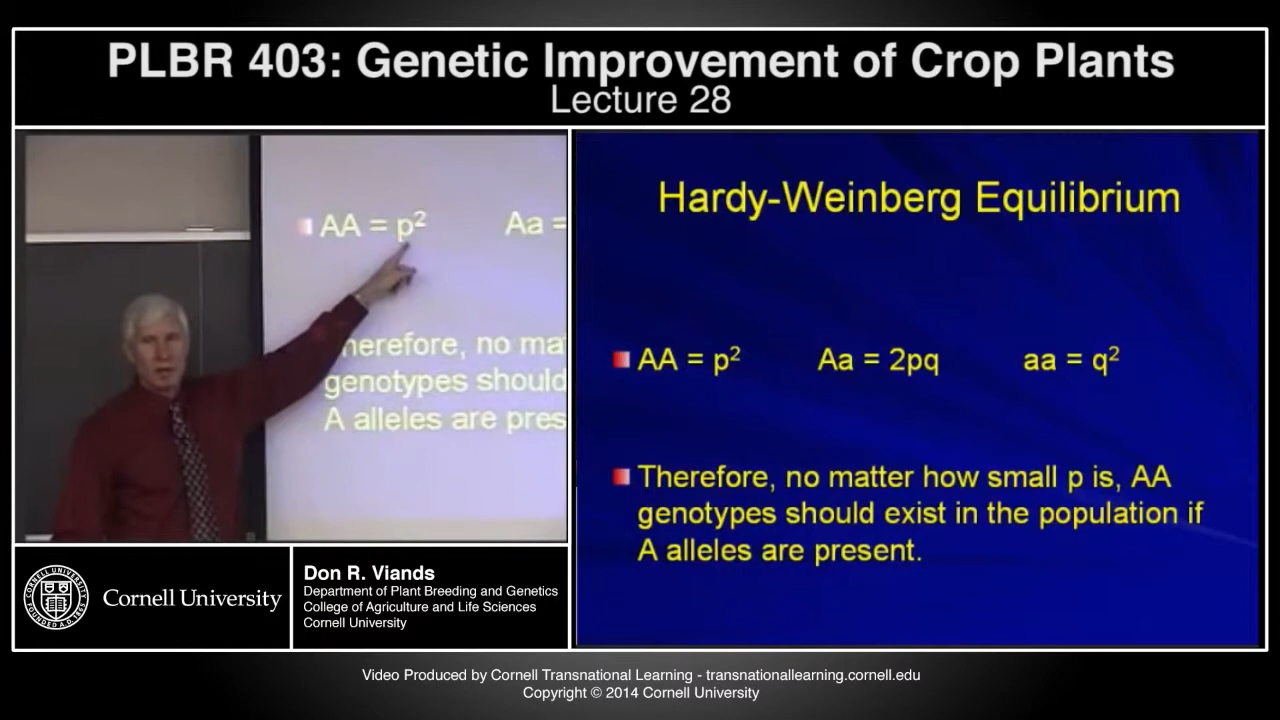 PLBR 403: Genetic Improvement of Crop Plants
Lecture 28
AA = p² Aa =
herefore, no ma
genotypes should
A alleles are pres
Hardy-Weinberg Equilibrium
AA = p² Aa = 2pq aa = q²
Therefore, no matter how small p is, AA
genotypes should exist in the population if
A alleles are present.
Cornell University
Don R. Viands
Department of Plant Breeding and Genetics
College of Agriculture and Life Sciences
Cornell University
Video Produced by Cornell Transnational Learning - transnationallearning.cornell.edu
Copyright © 2014 Cornell University